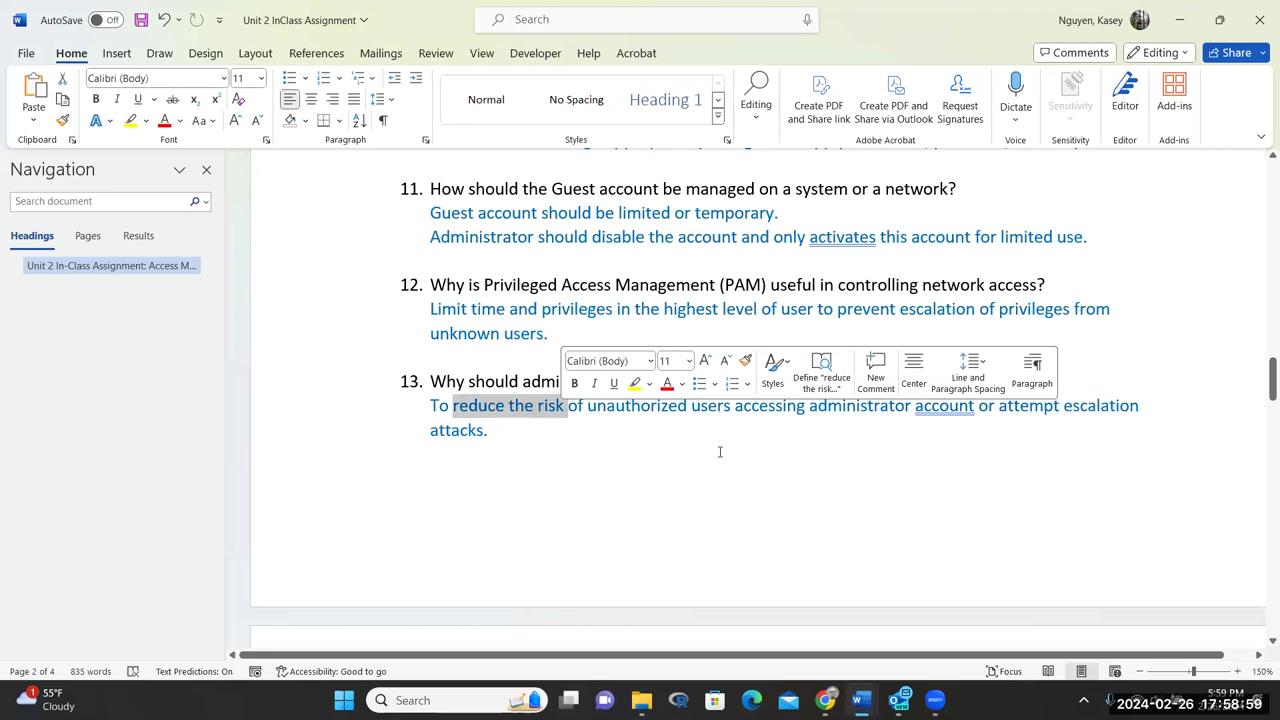 AutoSave Off
Unit 2 InClass Assignment
Search
Nguyen, Kasey
File Home Insert Draw Design Layout References Mailings Review View Developer Help Acrobat
Comments Editing Share
Paste
Calibri (Body) 11
Normal No Spacing Heading 1
Editing
Create PDF and Share link
Create PDF and Share via Outlook
Request Signatures
Dictate
Sensitivity
Editor
Add-ins
Clipboard Font Paragraph Styles Adobe Acrobat Voice Sensitivity Editor Add-ins
Navigation
Search document
Headings Pages Results
Unit 2 In-Class Assignment: Access M...
11. How should the Guest account be managed on a system or a network?
Guest account should be limited or temporary.
Administrator should disable the account and only activates this account for limited use.
12. Why is Privileged Access Management (PAM) useful in controlling network access?
Limit time and privileges in the highest level of user to prevent escalation of privileges from
unknown users.
Calibri (Body) 11
Styles
Define "reduce the risk..."
New Comment
Center
Line and Paragraph Spacing
Paragraph
13. Why should admi
To reduce the risk of unauthorized users accessing administrator account or attempt escalation
attacks.
Page 2 of 4 835 words Text Predictions: On Accessibility: Good to go Focus 150%
1
55°F
Cloudy
Search
5:59 PM
2024-02-26 17:58:59